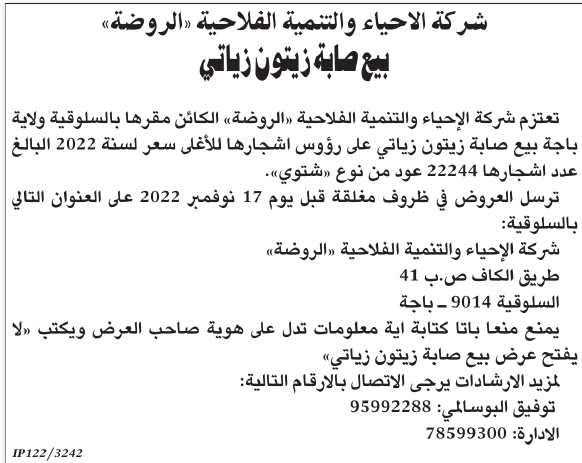 شركة الاحياء والتنمية الفلاحية «الروضة»
بيع صابة زيتون زياتي
تعتزم شركة الإحياء والتنمية الفلاحية «الروضة» الكائن مقرها بالسلوقية ولاية
باجة بيع صابة زيتون زياتي على رؤوس اشجارها للأغلى سعر لسنة 2022 البالغ
عدد اشجارها 22244 عود من نوع «شتوي».
ترسل العروض في ظروف مغلقة قبل يوم 17 نوفمبر 2022 على العنوان التالي
بالسلوقية:
شركة الإحياء والتنمية الفلاحية «الروضة»
طريق الكاف ص.ب 41
السلوقية 9014 – باجة
يمنع منعا باتا كتابة اية معلومات تدل على هوية صاحب العرض ويكتب «لا
يفتح عرض بيع صابة زيتون زياتي»
لمزيد الارشادات يرجى الاتصال بالارقام التالية:
توفيق البوسالمي: 95992288
الادارة: 78599300
IP122/3242